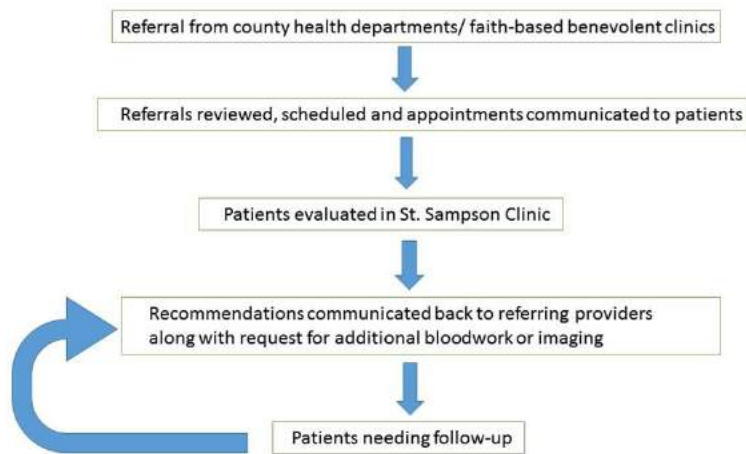 Referral from county health departments/ faith-based benevolent clinics
Referrals reviewed, scheduled and appointments communicated to patients
Patients evaluated in St. Sampson Clinic
Recommendations communicated back to referring providers
along with request for additional bloodwork or imaging
Patients needing follow-up